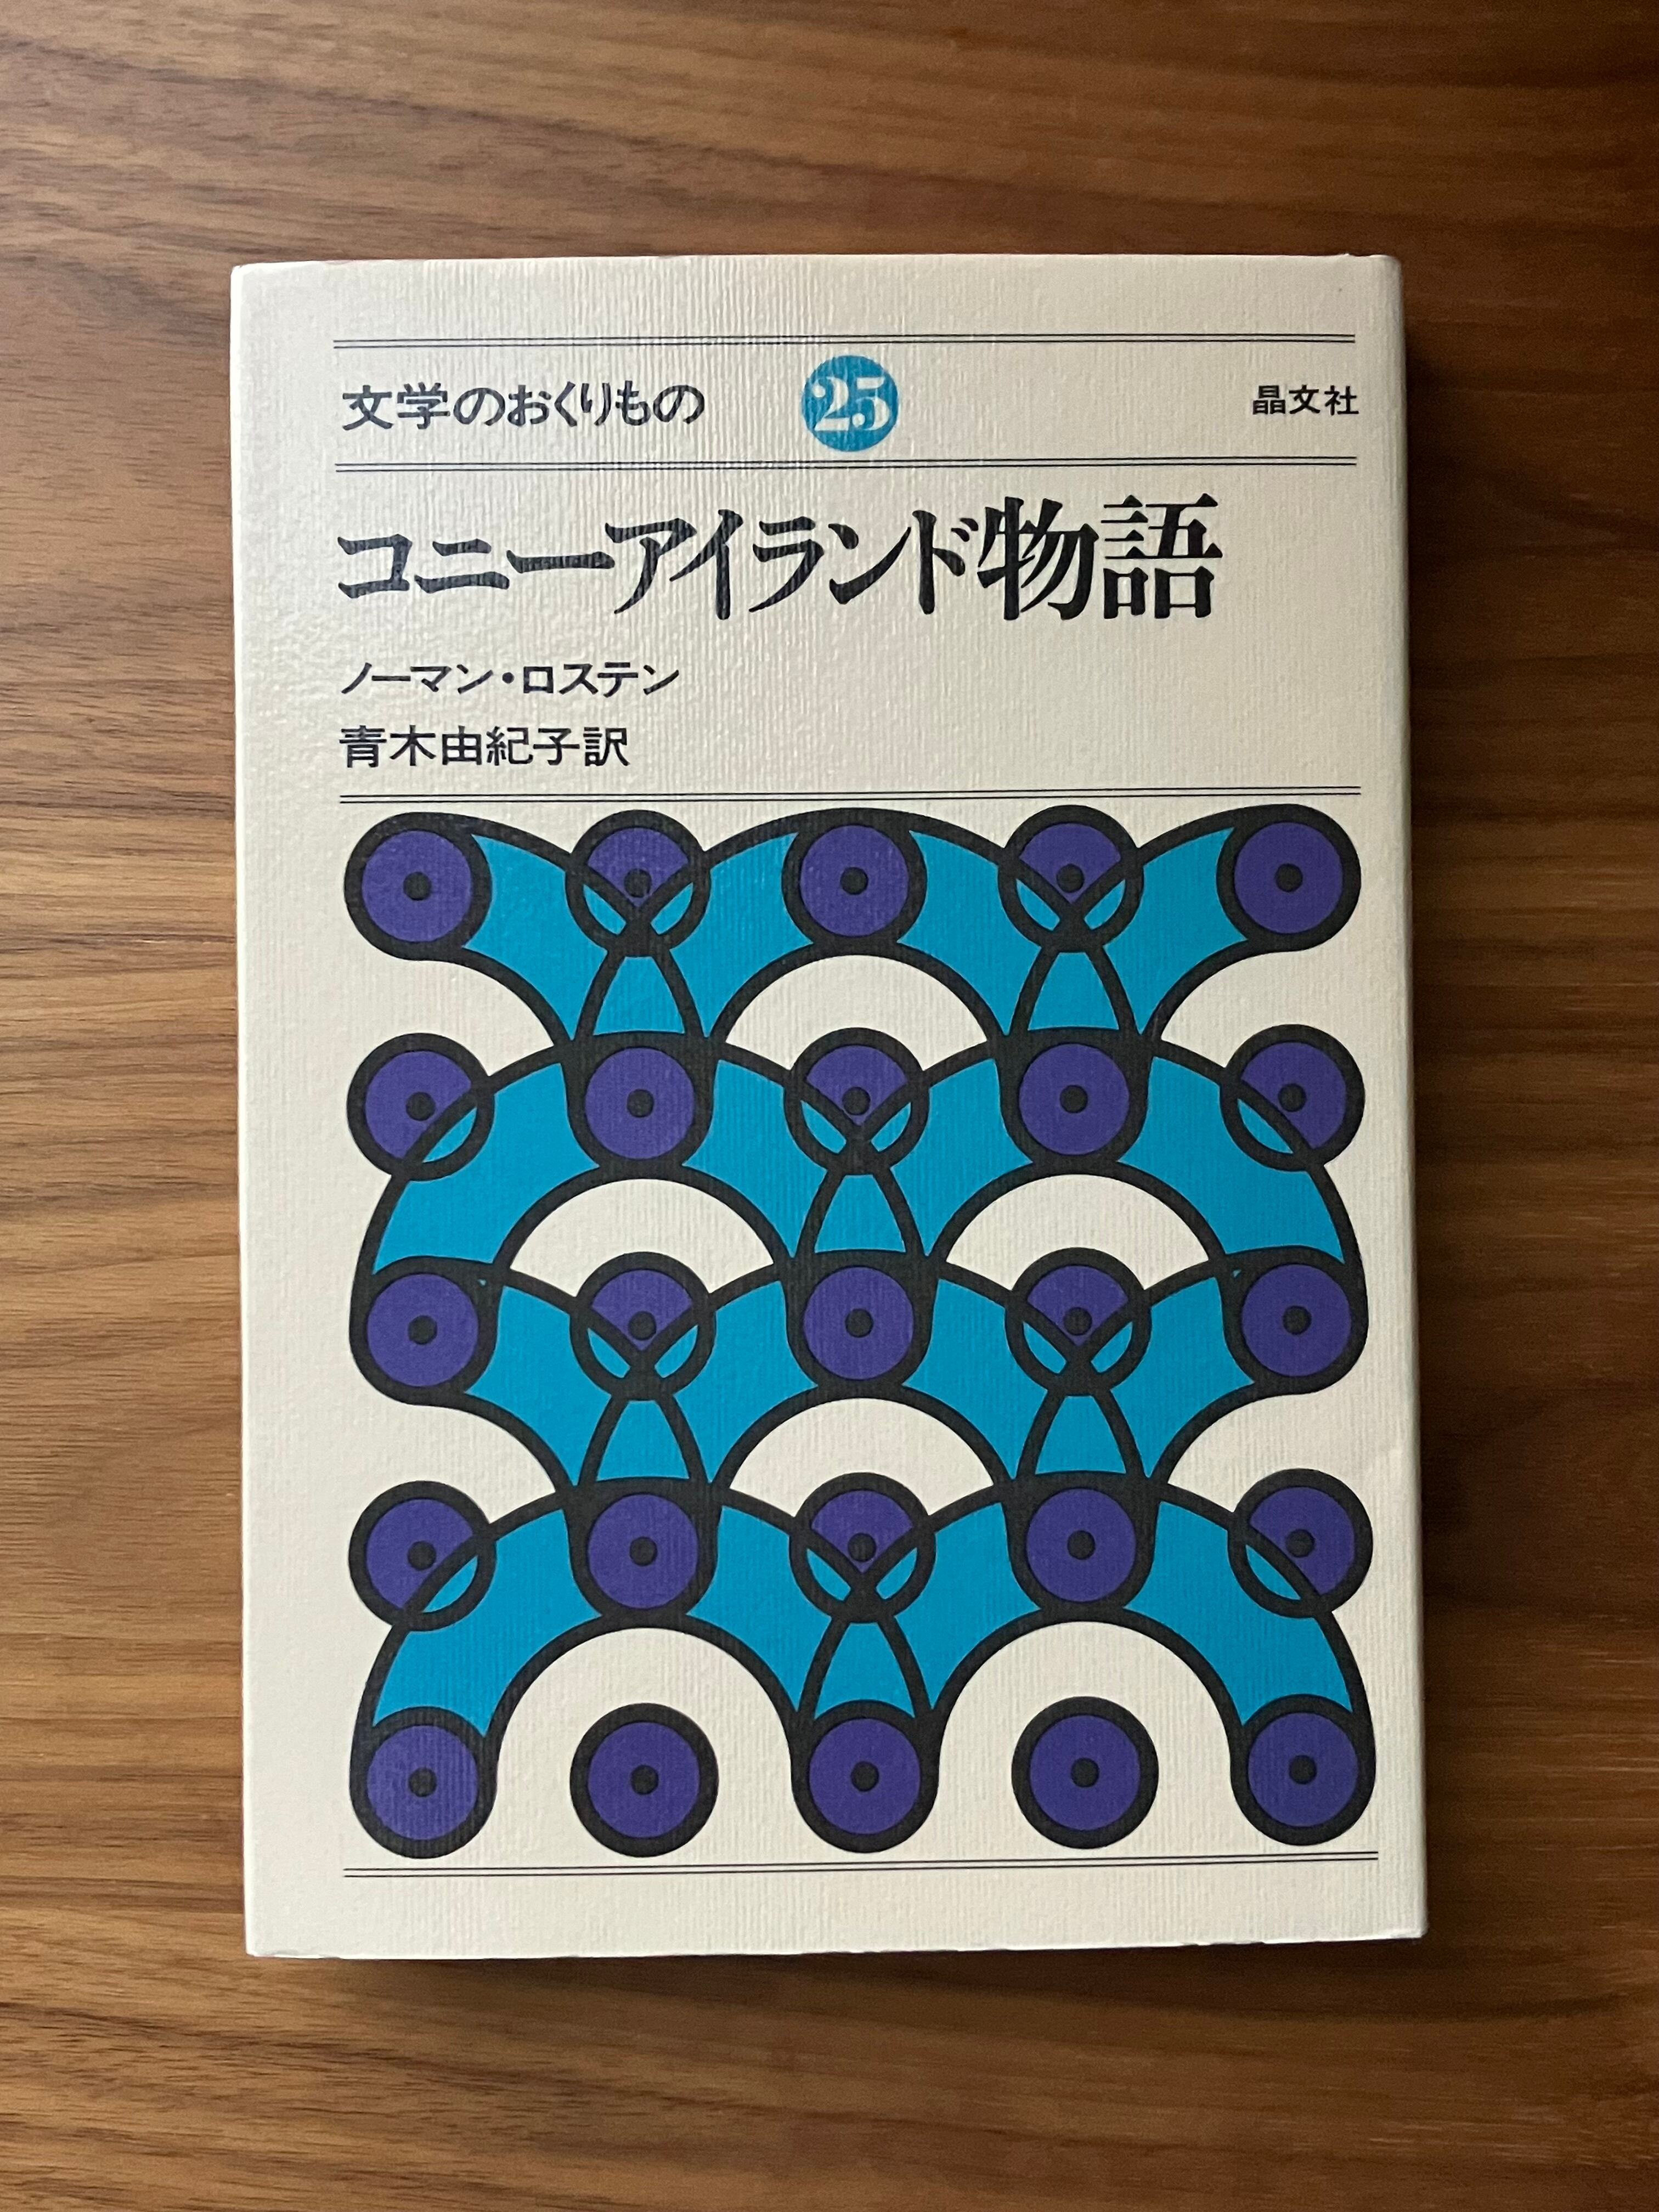 文学のおくりもの 25 晶文社
コニーアイランド物語
ノーマン・ロステン
青木由紀子訳